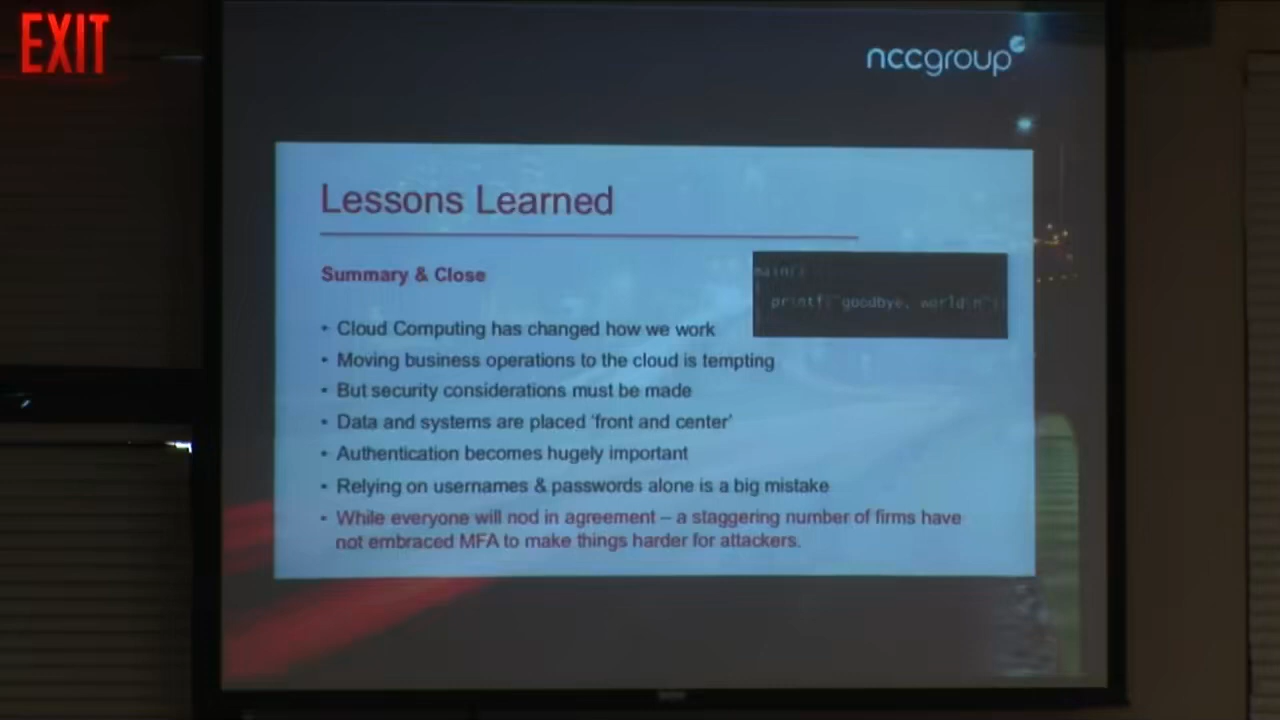 EXIT
nccgroup
Lessons Learned
Summary & Close
main()
{
printf("goodbye, world\n");
• Cloud Computing has changed how we work
• Moving business operations to the cloud is tempting
• But security considerations must be made
• Data and systems are placed 'front and center'
• Authentication becomes hugely important
• Relying on usernames & passwords alone is a big mistake
• While everyone will nod in agreement – a staggering number of firms have
not embraced MFA to make things harder for attackers.